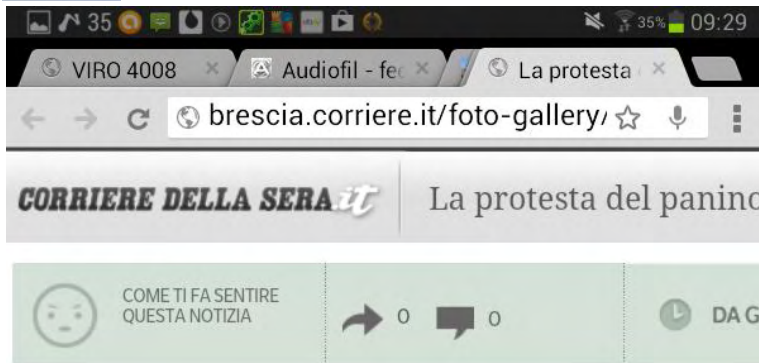 35 35% 09:29
VIRO 4008 Audiofil - fe La protesta
brescia.corriere.it/foto-gallery/
CORRIERE DELLA SERA.it La protesta del panino
COME TI FA SENTIRE
QUESTA NOTIZIA 0 0 DA G